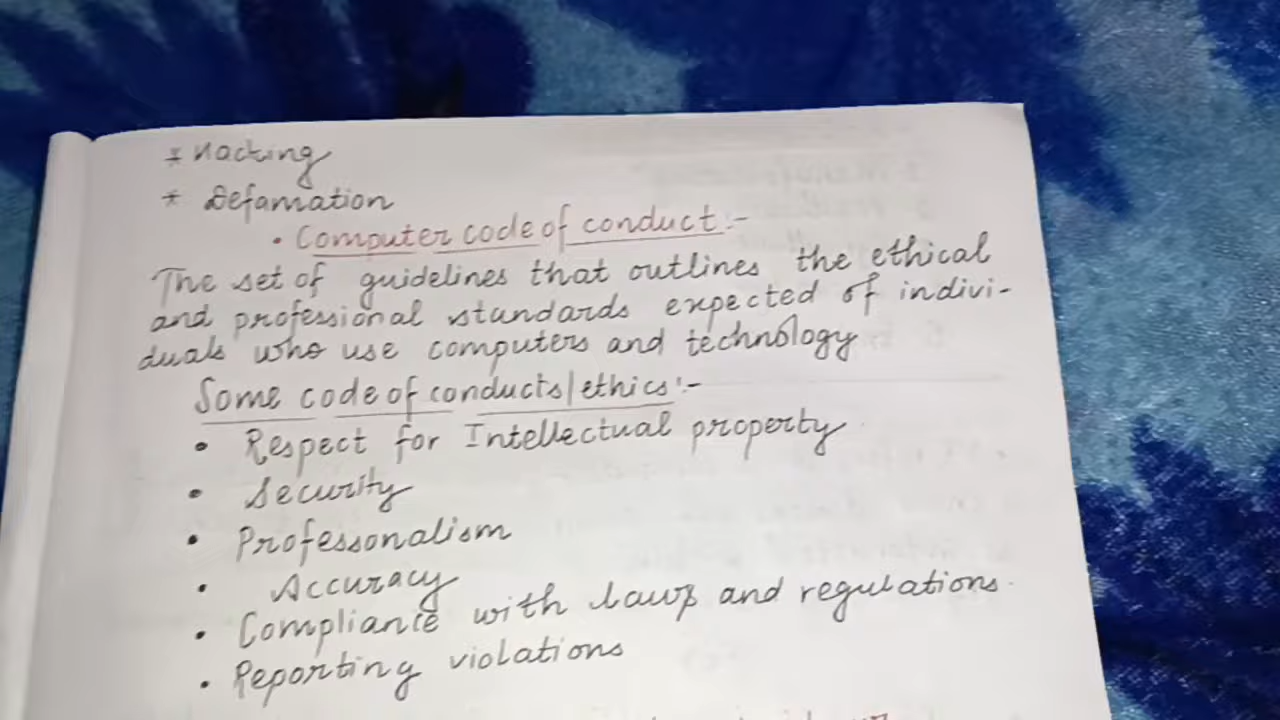 * Hacking
* Defamation
• Computer code of conduct:-
The set of guidelines that outlines the ethical
and professional standards expected of indivi-
duals who use computers and technology
Some code of conducts/ethics:-
• Respect for Intellectual property
• Security
• Professonalism
• Accuracy
• Compliance with laws and regulations.
• Reporting violations